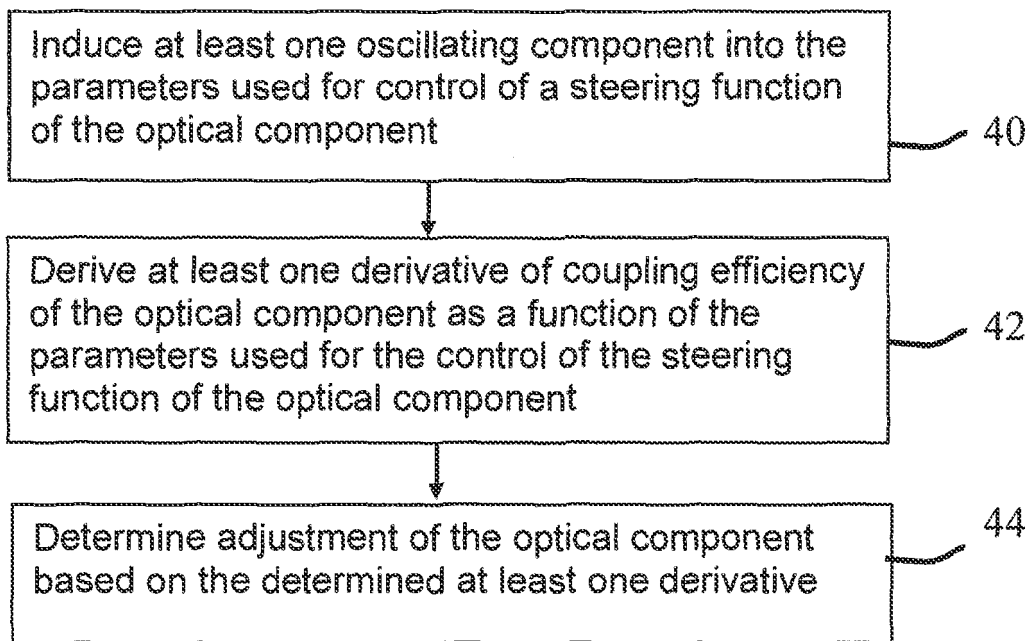 Induce at least one oscillating component into the
parameters used for control of a steering function
of the optical component
40
Derive at least one derivative of coupling efficiency
of the optical component as a function of the
parameters used for the control of the steering
function of the optical component
42
Determine adjustment of the optical component
based on the determined at least one derivative
44